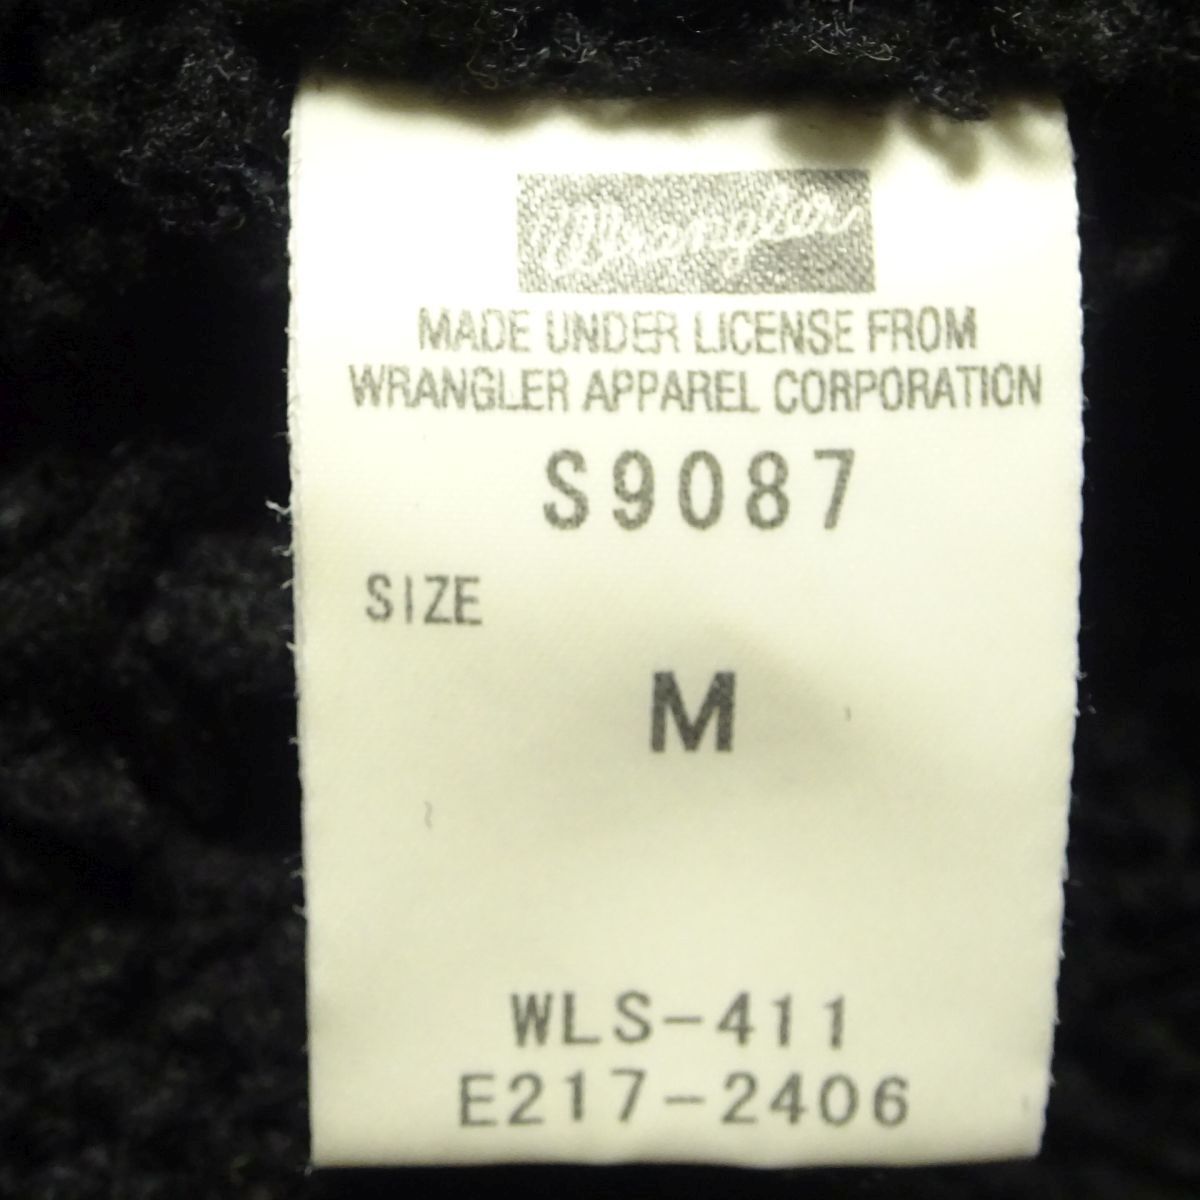 Wrangler
MADE UNDER LICENSE FROM
WRANGLER APPAREL CORPORATION
S9087
SIZE
M
WLS-411
E217-2406